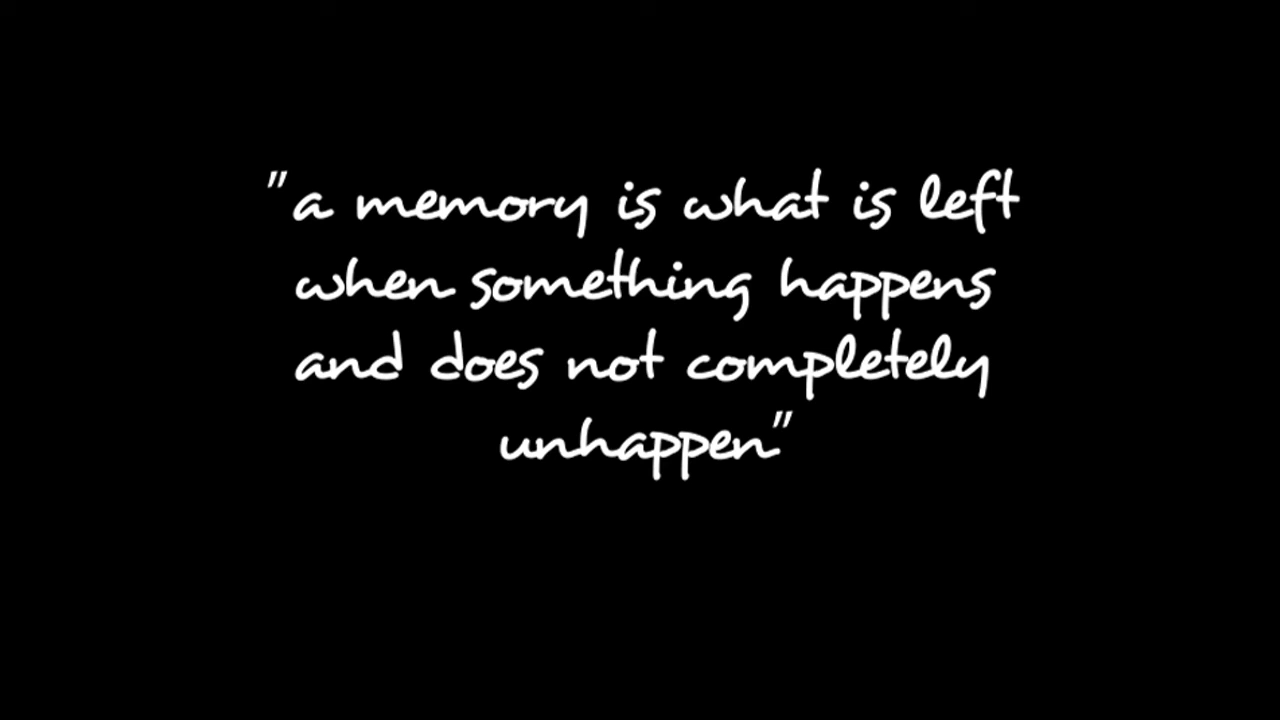 "a memory is what is left
when something happens
and does not completely
unhappen"